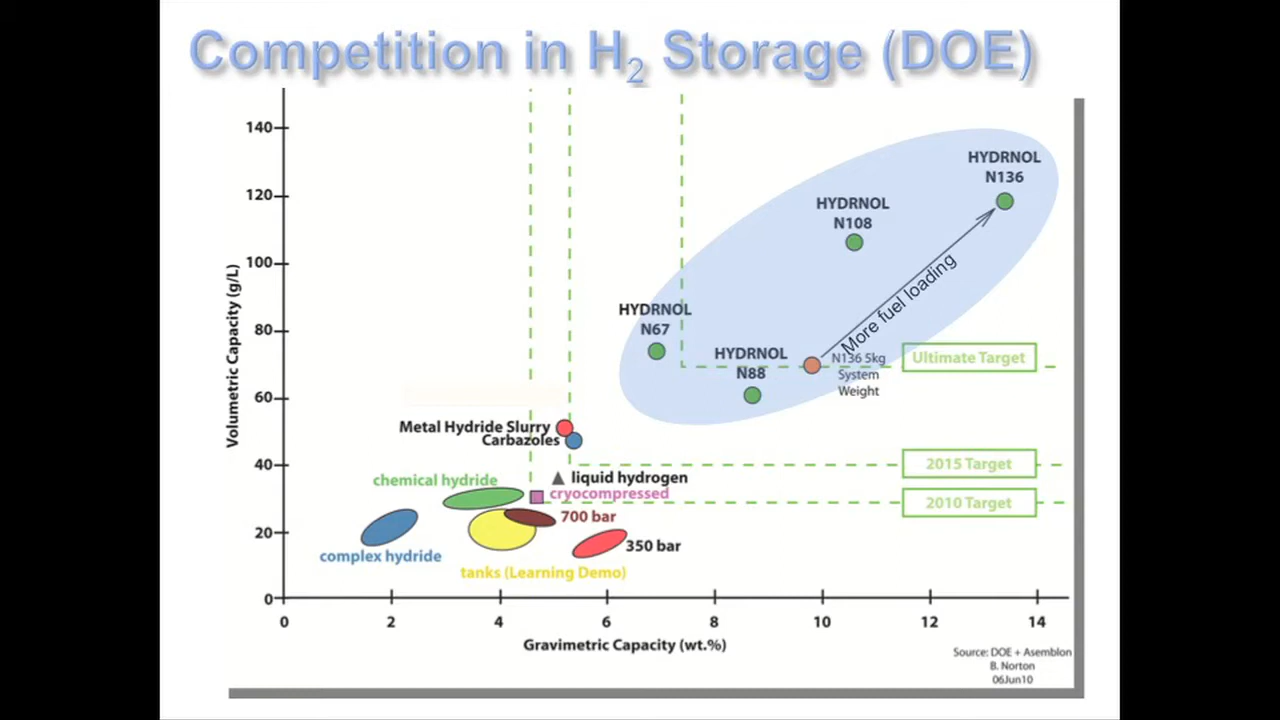 Competition in H2 Storage (DOE)
140
120
100
80
60
40
20
0
Volumetric Capacity (g/L)
HYDRNOL
N136
HYDRNOL
N108
More fuel loading
HYDRNOL
N67
HYDRNOL
N88
N136 5kg
System
Weight
Ultimate Target
Metal Hydride Slurry
Carbazoles
2015 Target
chemical hydride
liquid hydrogen
cryocompressed
2010 Target
700 bar
350 bar
complex hydride
tanks (Learning Demo)
0 2 4 6 8 10 12 14
Gravimetric Capacity (wt.%)
Source: DOE + Asemblon
B. Norton
06Jun10